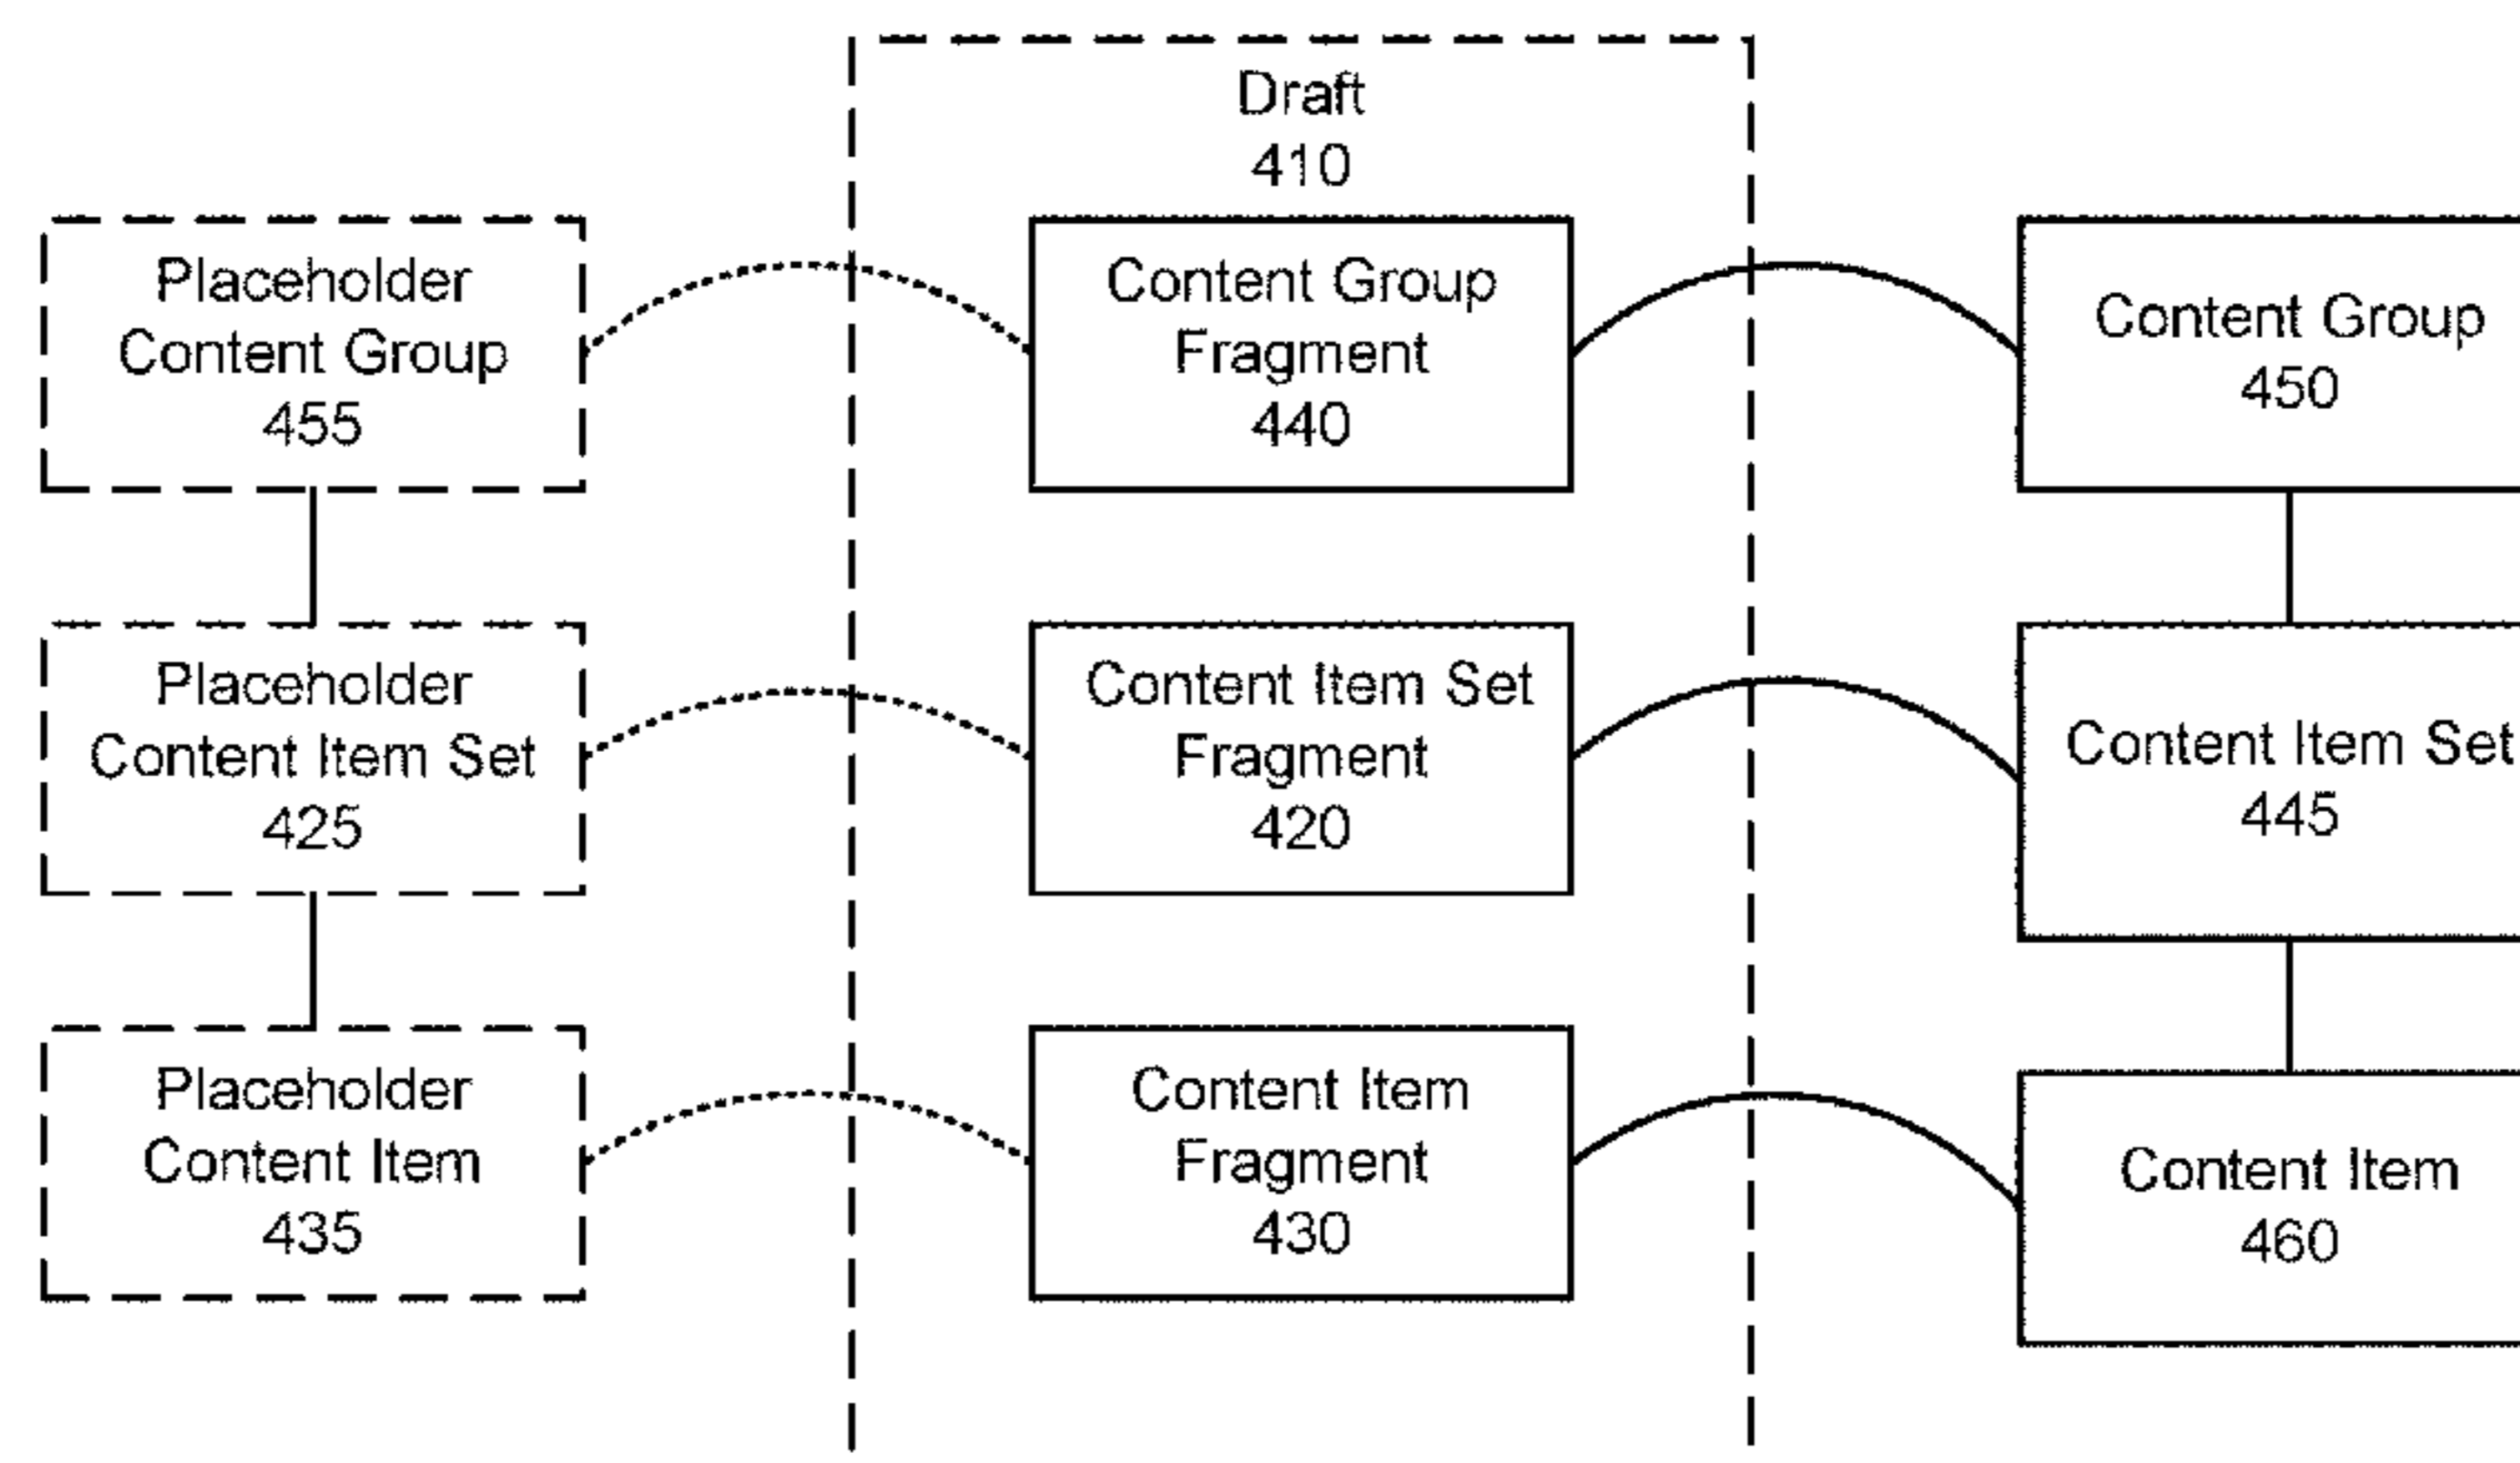 Draft
410
Placeholder
Content Group
455
Content Group
Fragment
440
Content Group
450
Placeholder
Content Item Set
425
Content Item Set
Fragment
420
Content Item Set
445
Placeholder
Content Item
435
Content Item
Fragment
430
Content Item
460